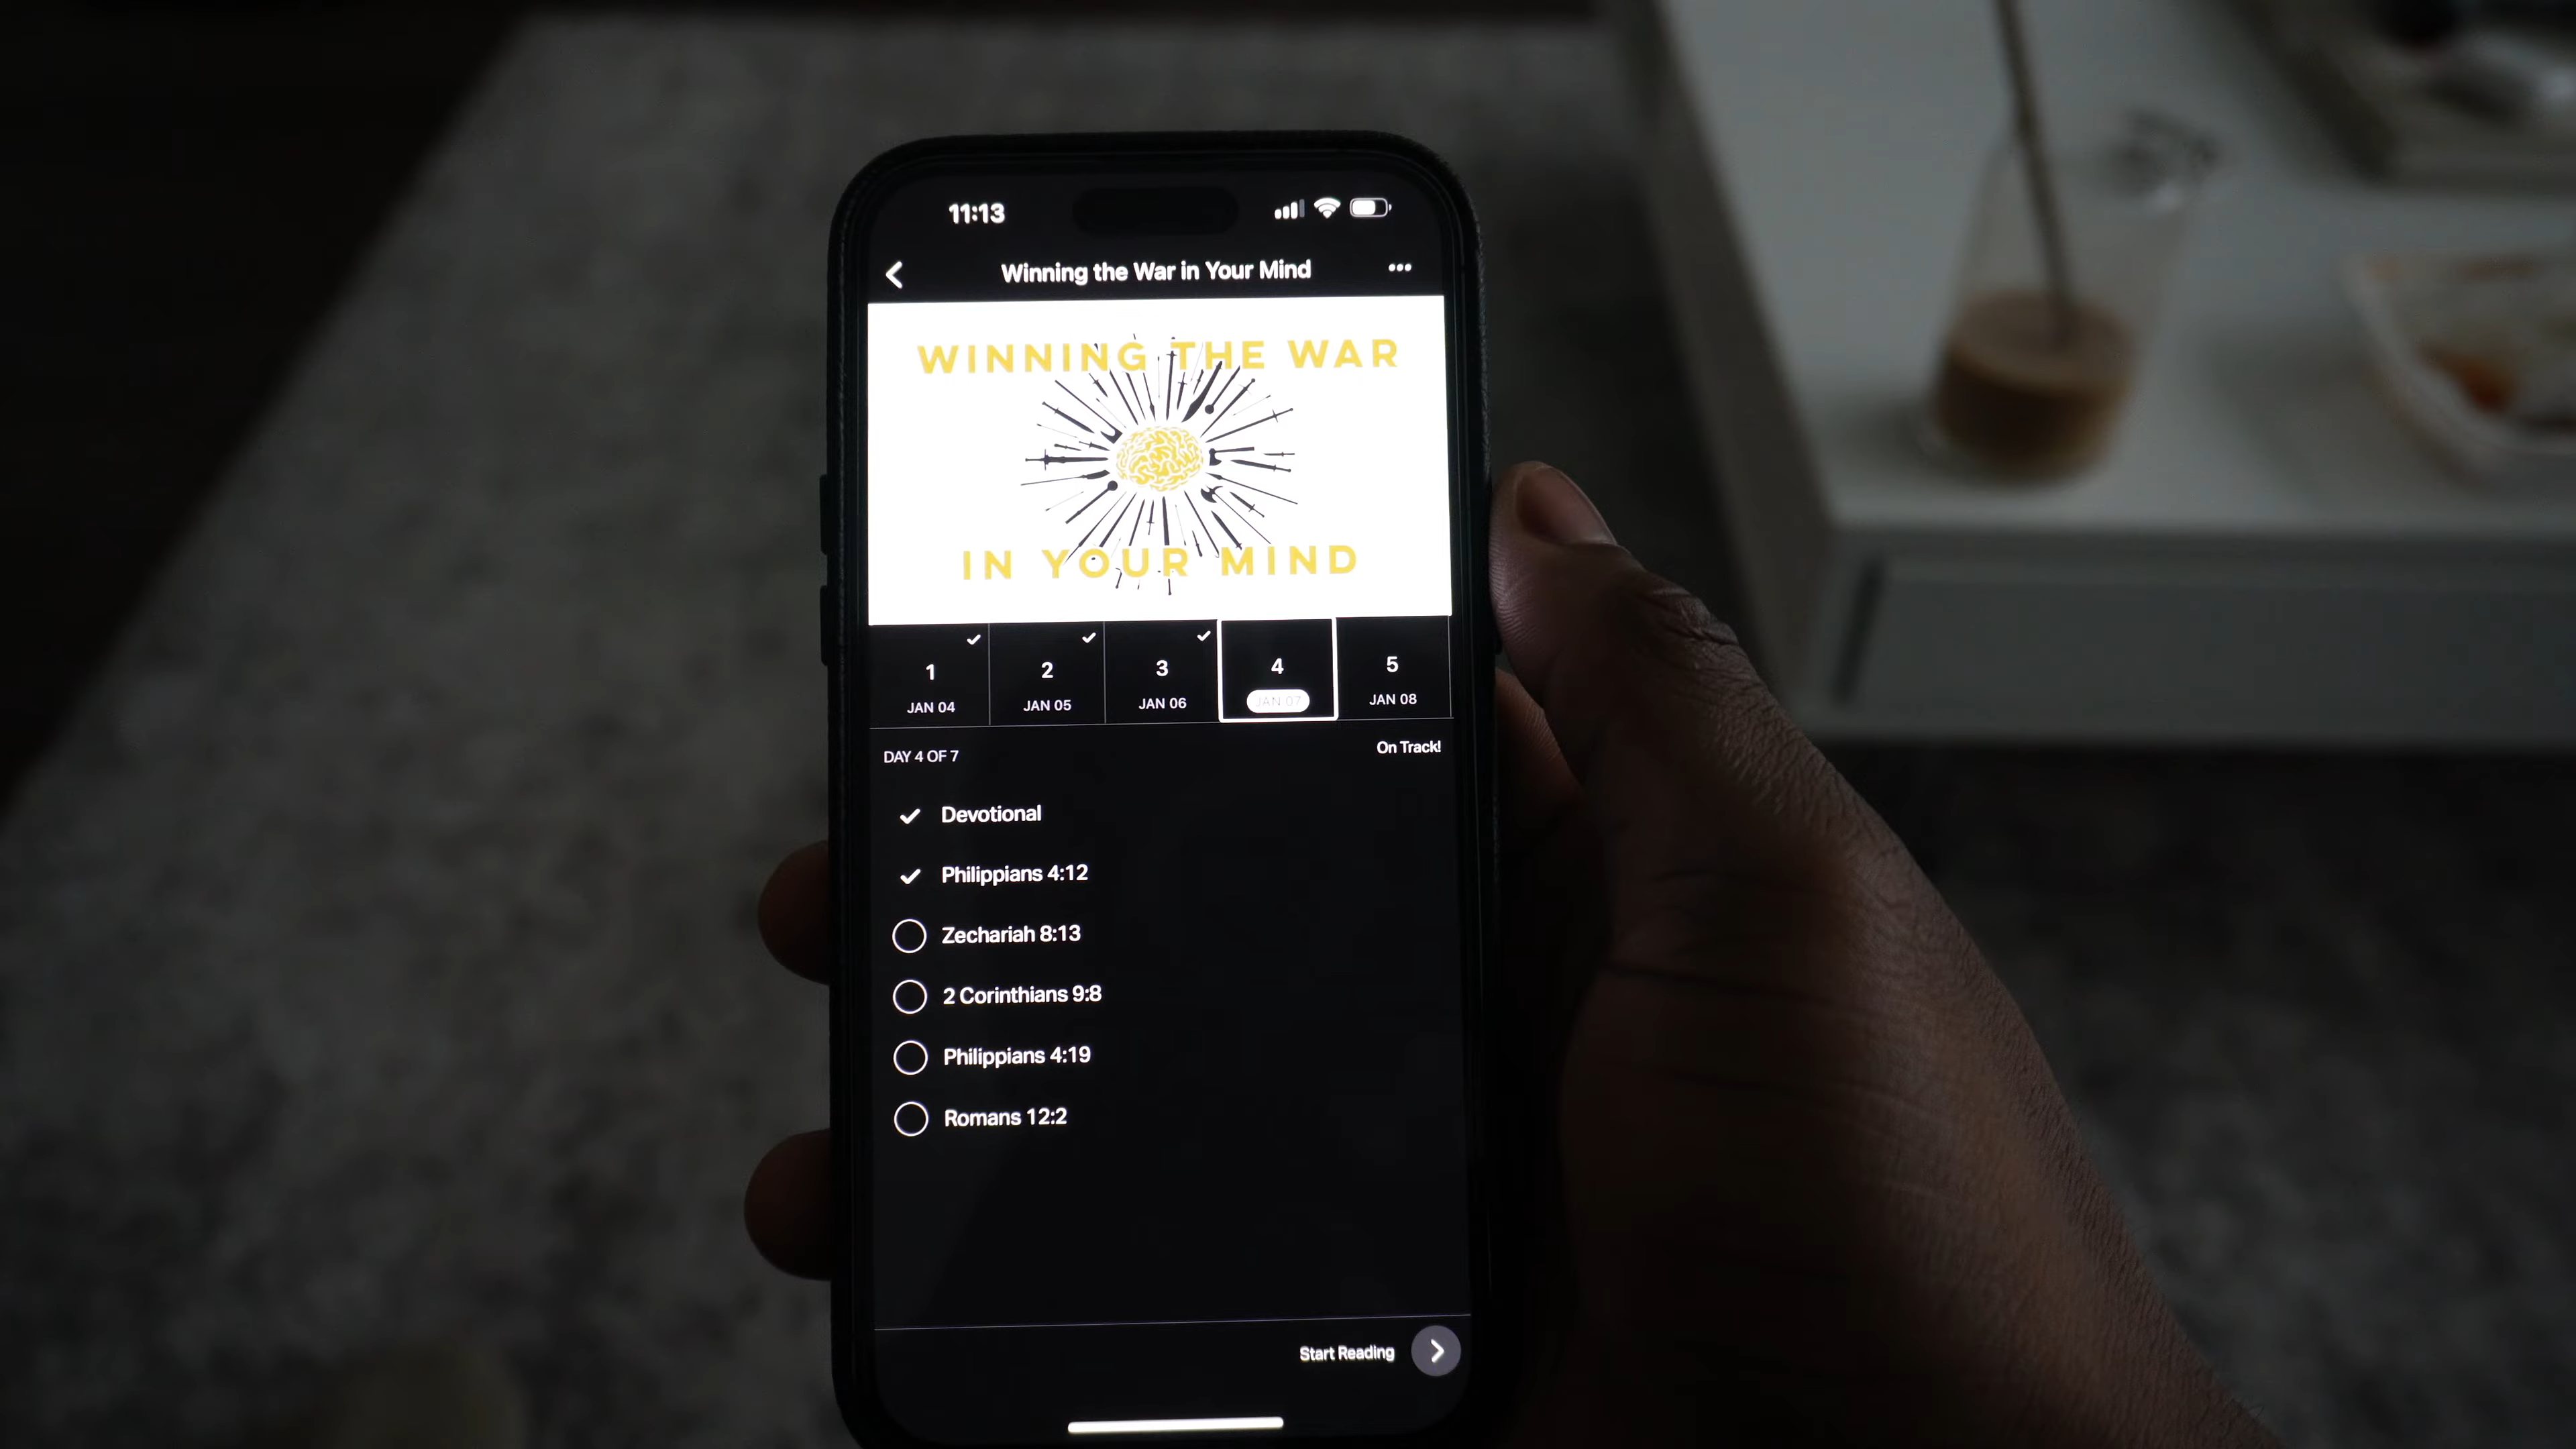 11:13
Winning the War in Your Mind
WINNING THE WAR
IN YOUR MIND
1
2
3
4
5
JAN 04
JAN 05
JAN 06
JAN 07
JAN 08
DAY 4 OF 7
On Track!
Devotional
Philippians 4:12
Zechariah 8:13
2 Corinthians 9:8
Philippians 4:19
Romans 12:2
Start Reading